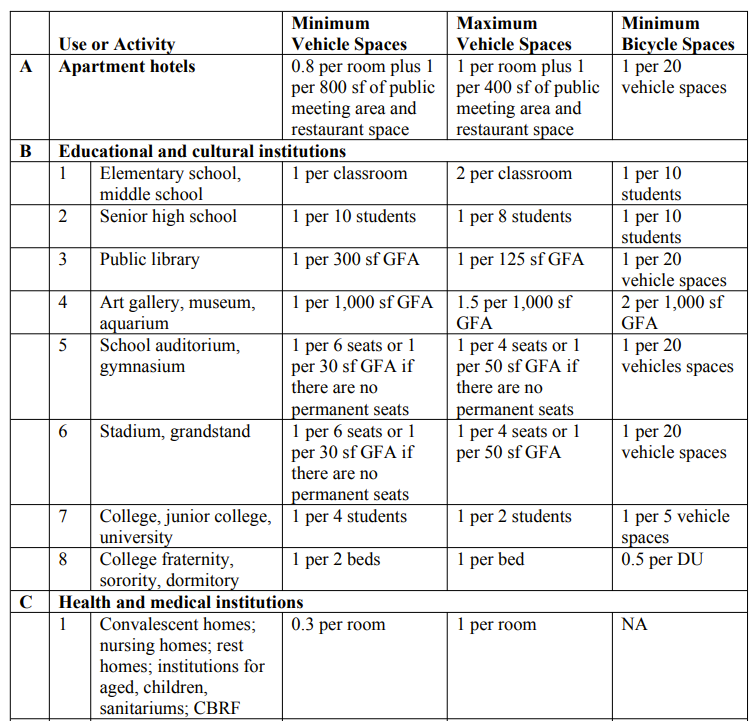 Use or Activity Minimum Vehicle Spaces Maximum Vehicle Spaces Minimum Bicycle Spaces
A Apartment hotels 0.8 per room plus 1 per 800 sf of public meeting area and restaurant space 1 per room plus 1 per 400 sf of public meeting area and restaurant space 1 per 20 vehicle spaces
B Educational and cultural institutions
1 Elementary school, middle school 1 per classroom 2 per classroom 1 per 10 students
2 Senior high school 1 per 10 students 1 per 8 students 1 per 10 students
3 Public library 1 per 300 sf GFA 1 per 125 sf GFA 1 per 20 vehicle spaces
4 Art gallery, museum, aquarium 1 per 1,000 sf GFA 1.5 per 1,000 sf GFA 2 per 1,000 sf GFA
5 School auditorium, gymnasium 1 per 6 seats or 1 per 30 sf GFA if there are no permanent seats 1 per 4 seats or 1 per 50 sf GFA if there are no permanent seats 1 per 20 vehicles spaces
6 Stadium, grandstand 1 per 6 seats or 1 per 30 sf GFA if there are no permanent seats 1 per 4 seats or 1 per 50 sf GFA 1 per 20 vehicle spaces
7 College, junior college, university 1 per 4 students 1 per 2 students 1 per 5 vehicle spaces
8 College fraternity, sorority, dormitory 1 per 2 beds 1 per bed 0.5 per DU
C Health and medical institutions
1 Convalescent homes; nursing homes; rest homes; institutions for aged, children, sanitariums; CBRF 0.3 per room 1 per room NA